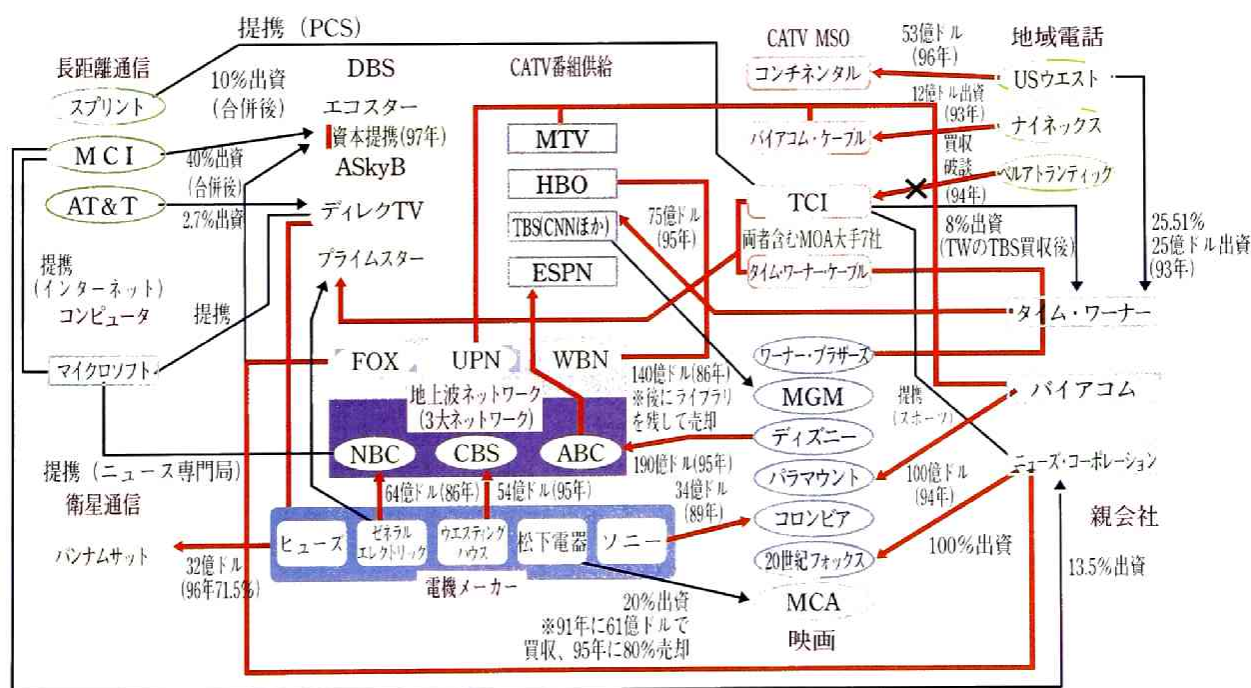 提携（PCS）
長距離通信
スプリント
MCI
AT&T
10%出資
(合併後)
40%出資
(合併後)
2.7%出資
提携
(インターネット)
コンピュータ
マイクロソフト
提携
DBS
エコスター
資本提携(97年)
ASkyB
ディレクTV
プライムスター
CATV番組供給
MTV
HBO
TBS(CNNほか)
ESPN
75億ドル
(95年)
CATV MSO
コンチネンタル
バイアコム・ケーブル
TCI
両者含むMOA大手7社
タイム・ワーナー・ケーブル
53億ドル
(96年)
12億ドル出資
(93年)
買収
破談
(94年)
8%出資
(TWのTBS買収後)
地域電話
USウエスト
ナイネックス
ベルアトランティック
25.51%
25億ドル出資
(93年)
タイム・ワーナー
バイアコム
ニューズ・コーポレーション
親会社
13.5%出資
FOX
UPN
WBN
地上波ネットワーク
(3大ネットワーク)
NBC
CBS
ABC
140億ドル(86年)
※後にライブラリ
を残して売却
190億ドル(95年)
34億ドル
(89年)
ワーナー・ブラザーズ
MGM
ディズニー
パラマウント
コロンビア
20世紀フォックス
MCA
映画
提携
(スポーツ)
100億ドル
(94年)
100%出資
提携（ニュース専門局）
衛星通信
パンナムサット
32億ドル
(96年71.5%)
64億ドル(86年)
54億ドル(95年)
ヒューズ
ゼネラル
エレクトリック
ウエスティング
ハウス
松下電器
ソニー
電機メーカー
20%出資
※91年に61億ドルで
買収、95年に80%売却